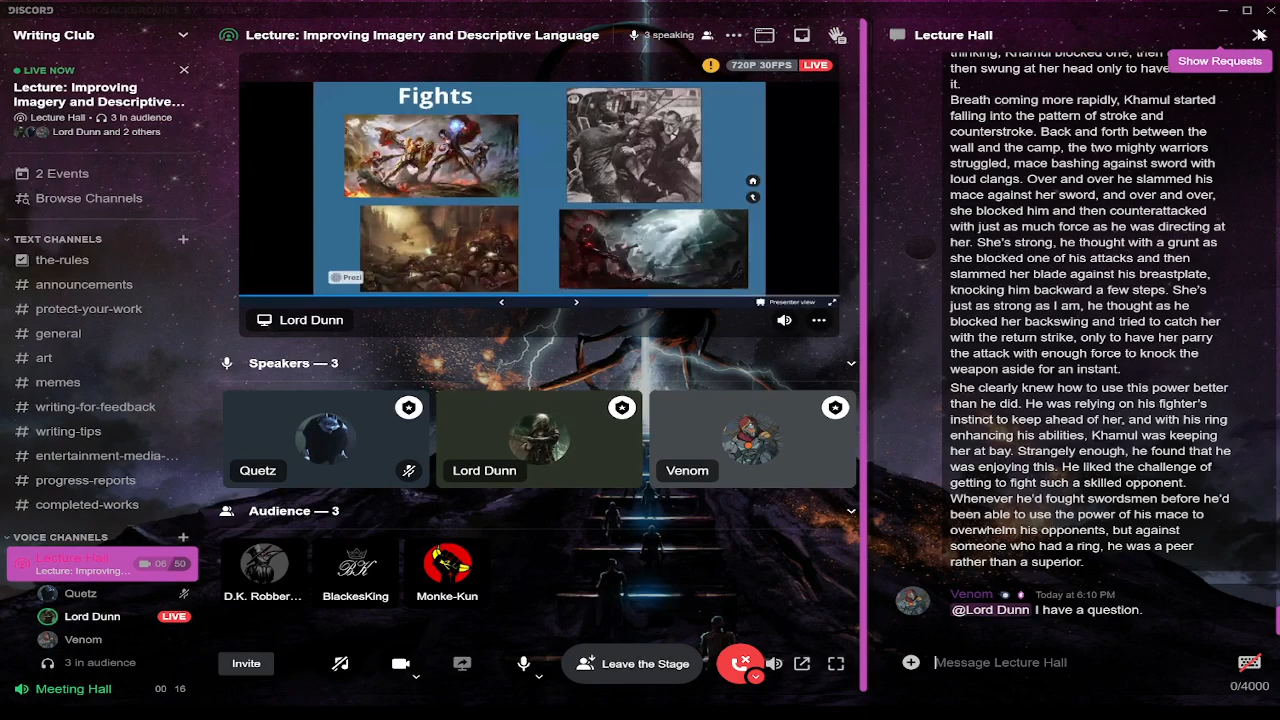 DISCORD
Writing Club
LIVE NOW
Lecture: Improving
Imagery and Descriptive...
Lecture Hall • 3 in audience
Lord Dunn and 2 others
2 Events
Browse Channels
TEXT CHANNELS
the-rules
announcements
protect-your-work
general
art
memes
writing-for-feedback
writing-tips
entertainment-media-...
progress-reports
completed-works
VOICE CHANNELS
Lecture Hall
Lecture: Improving...
06 50
Quetz
Lord Dunn
LIVE
Venom
3 in audience
Meeting Hall
00 16
Lecture: Improving Imagery and Descriptive Language
3 speaking
720P 30FPS
LIVE
Fights
Prezi
Presenter view
Lord Dunn
Speakers — 3
Quetz
Lord Dunn
Venom
Audience — 3
D.K. Robber...
BK
BlackesKing
Monke-Kun
Invite
Leave the Stage
Lecture Hall
Show Requests
thinking, Khamul blocked one, then
then swung at her head only to have
it.
Breath coming more rapidly, Khamul started
falling into the pattern of stroke and
counterstroke. Back and forth between the
wall and the camp, the two mighty warriors
struggled, mace bashing against sword with
loud clangs. Over and over he slammed his
mace against her sword, and over and over,
she blocked him and then counterattacked
with just as much force as he was directing at
her. She's strong, he thought with a grunt as
she blocked one of his attacks and then
slammed her blade against his breastplate,
knocking him backward a few steps. She's
just as strong as I am, he thought as he
blocked her backswing and tried to catch her
with the return strike, only to have her parry
the attack with enough force to knock the
weapon aside for an instant.
She clearly knew how to use this power better
than he did. He was relying on his fighter's
instinct to keep ahead of her, and with his ring
enhancing his abilities, Khamul was keeping
her at bay. Strangely enough, he found that he
was enjoying this. He liked the challenge of
getting to fight such a skilled opponent.
Whenever he'd fought swordsmen before he'd
been able to use the power of his mace to
overwhelm his opponents, but against
someone who had a ring, he was a peer
rather than a superior.
Venom
Today at 6:10 PM
@Lord Dunn I have a question.
Message Lecture Hall
0/4000